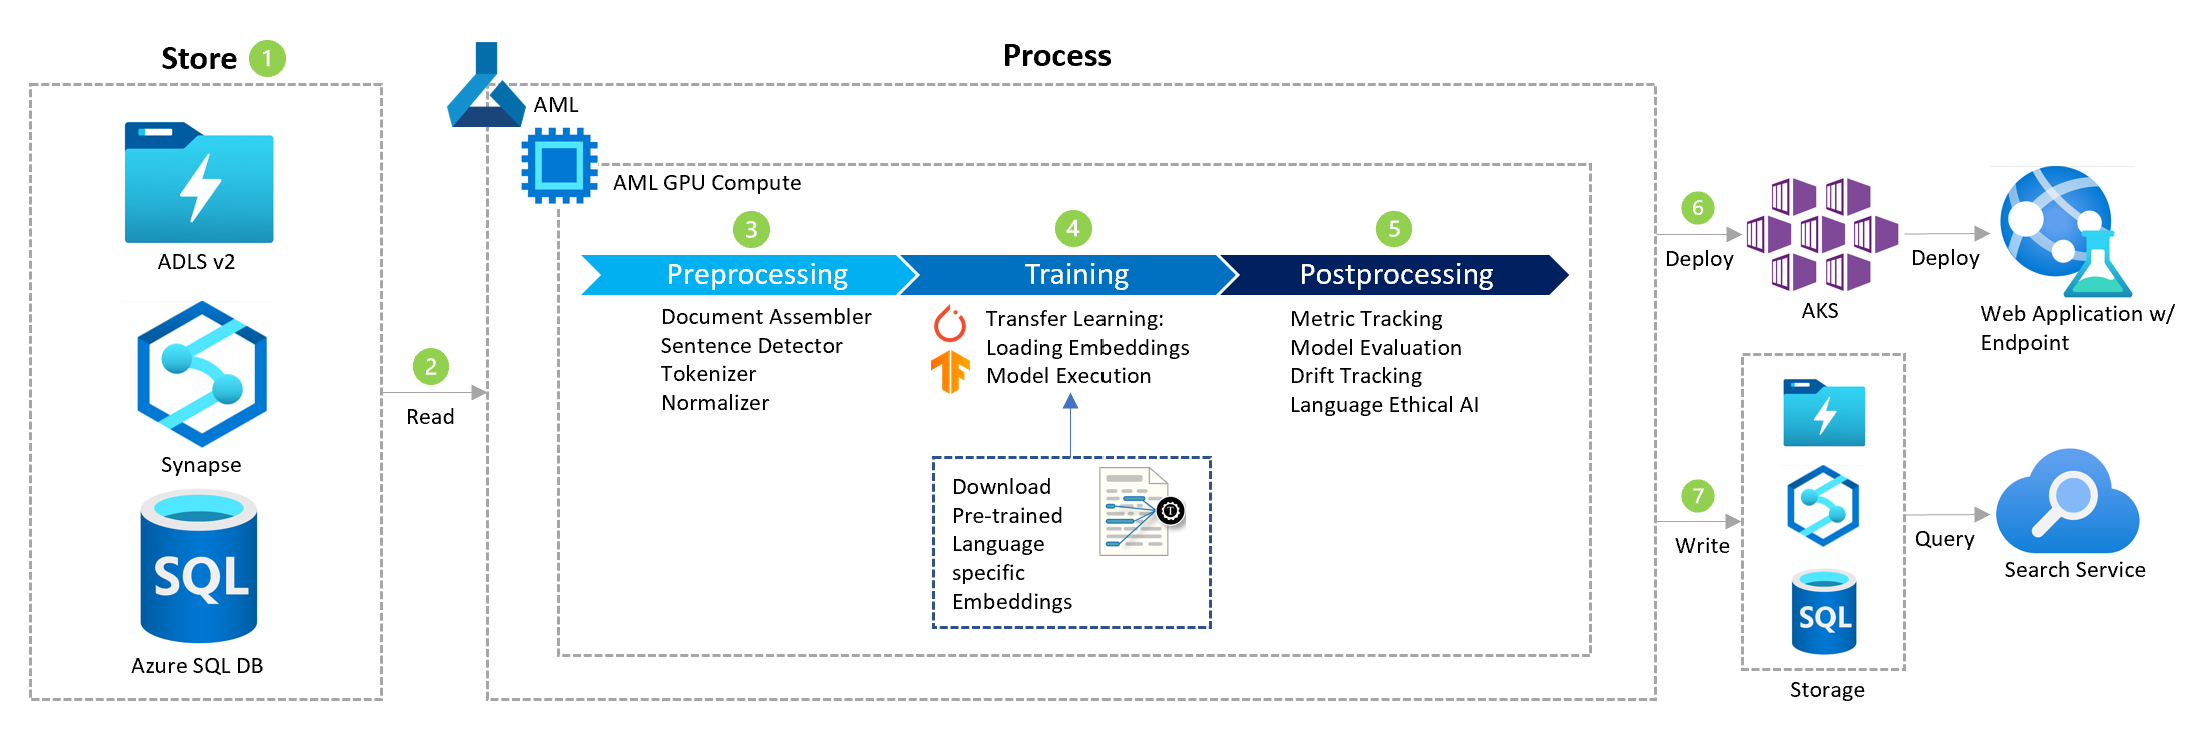 Store 1
ADLS v2
Synapse
SQL
Azure SQL DB
2
Read
Process
AML
AML GPU Compute
3
Preprocessing
Document Assembler
Sentence Detector
Tokenizer
Normalizer
4
Training
Transfer Learning:
Loading Embeddings
Model Execution
Download
Pre-trained
Language
specific
Embeddings
T
5
Postprocessing
Metric Tracking
Model Evaluation
Drift Tracking
Language Ethical AI
6
Deploy
AKS
Deploy
Web Application w/
Endpoint
7
Write
SQL
Storage
Query
Search Service